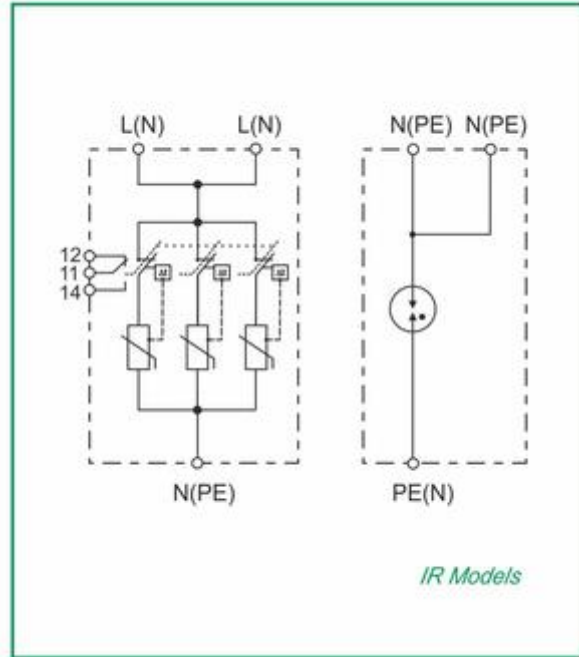 L(N) L(N)
N(PE) N(PE)
12
11
14
N(PE)
PE(N)
IR Models